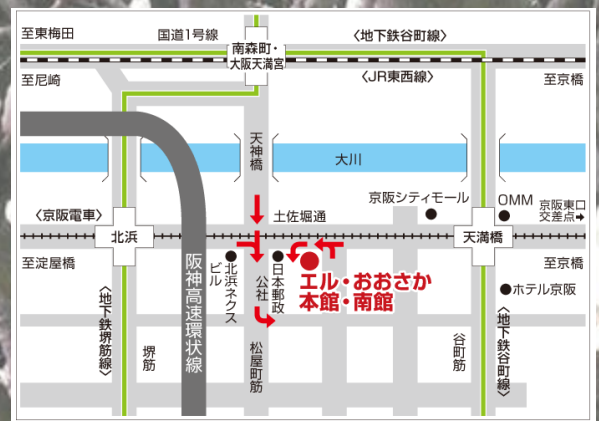 至東梅田
国道1号線
〈地下鉄谷町線〉
南森町・
大阪天満宮
至尼崎
〈JR東西線〉
至京橋
天神橋
大川
京阪シティモール
OMM
京阪東口
交差点➡
土佐堀通
〈京阪電車〉
北浜
天満橋
至淀屋橋
至京橋
阪神高速環状線
北浜ネクス
ビル
公社
日本郵政
エル・おおさか
本館・南館
ホテル京阪
〈地下鉄堺筋線〉
堺筋
松屋町筋
谷町筋
〈地下鉄谷町線〉